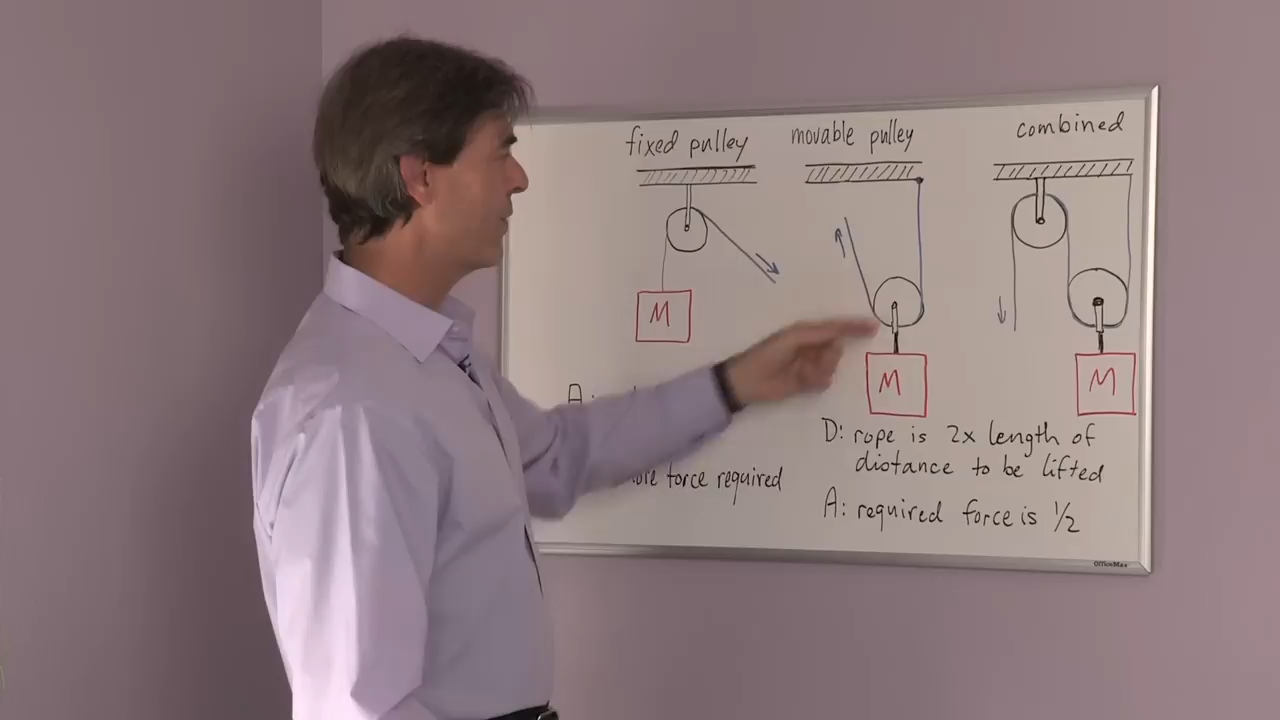 fixed pulley
movable pulley
combined
M
M
M
A:
force required
D: rope is 2x length of
distance to be lifted
A: required force is 1/2
OfficeMax